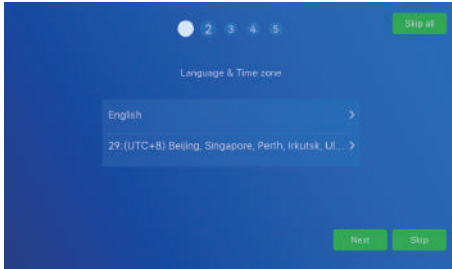 2 3 4 5
Skip all
Language & Time zone
English
29:(UTC+8) Beijing, Singapore, Perth, Irkutsk, Ul...
Next
Skip